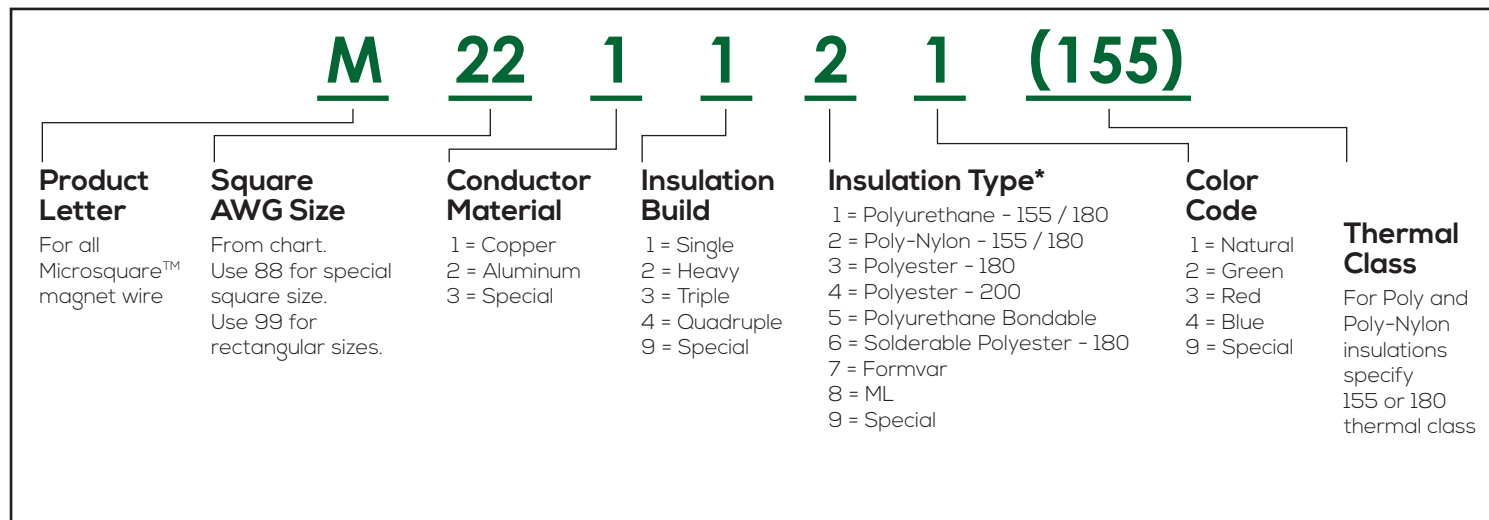 M 22 1 1 2 1 (155)
Product
Letter
For all
Microsquare™
magnet wire
Square
AWG Size
From chart.
Use 88 for special
square size.
Use 99 for
rectangular sizes.
Conductor
Material
1 = Copper
2 = Aluminum
3 = Special
Insulation
Build
1 = Single
2 = Heavy
3 = Triple
4 = Quadruple
9 = Special
Insulation Type*
1 = Polyurethane - 155 / 180
2 = Poly-Nylon - 155 / 180
3 = Polyester - 180
4 = Polyester - 200
5 = Polyurethane Bondable
6 = Solderable Polyester - 180
7 = Formvar
8 = ML
9 = Special
Color
Code
1 = Natural
2 = Green
3 = Red
4 = Blue
9 = Special
Thermal
Class
For Poly and
Poly-Nylon
insulations
specify
155 or 180
thermal class